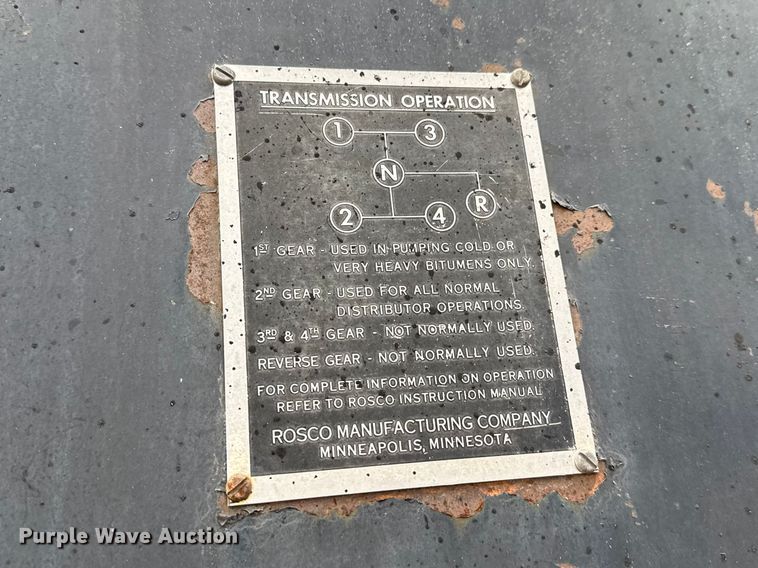 TRANSMISSION OPERATION
1 3
N
R
2 4
1ST GEAR - USED IN PUMPING COLD OR
VERY HEAVY BITUMENS ONLY.
2ND GEAR - USED FOR ALL NORMAL
DISTRIBUTOR OPERATIONS.
3RD & 4TH GEAR - NOT NORMALLY USED.
REVERSE GEAR - NOT NORMALLY USED.
FOR COMPLETE INFORMATION ON OPERATION
REFER TO ROSCO INSTRUCTION MANUAL
ROSCO MANUFACTURING COMPANY
MINNEAPOLIS, MINNESOTA
Purple Wave Auction